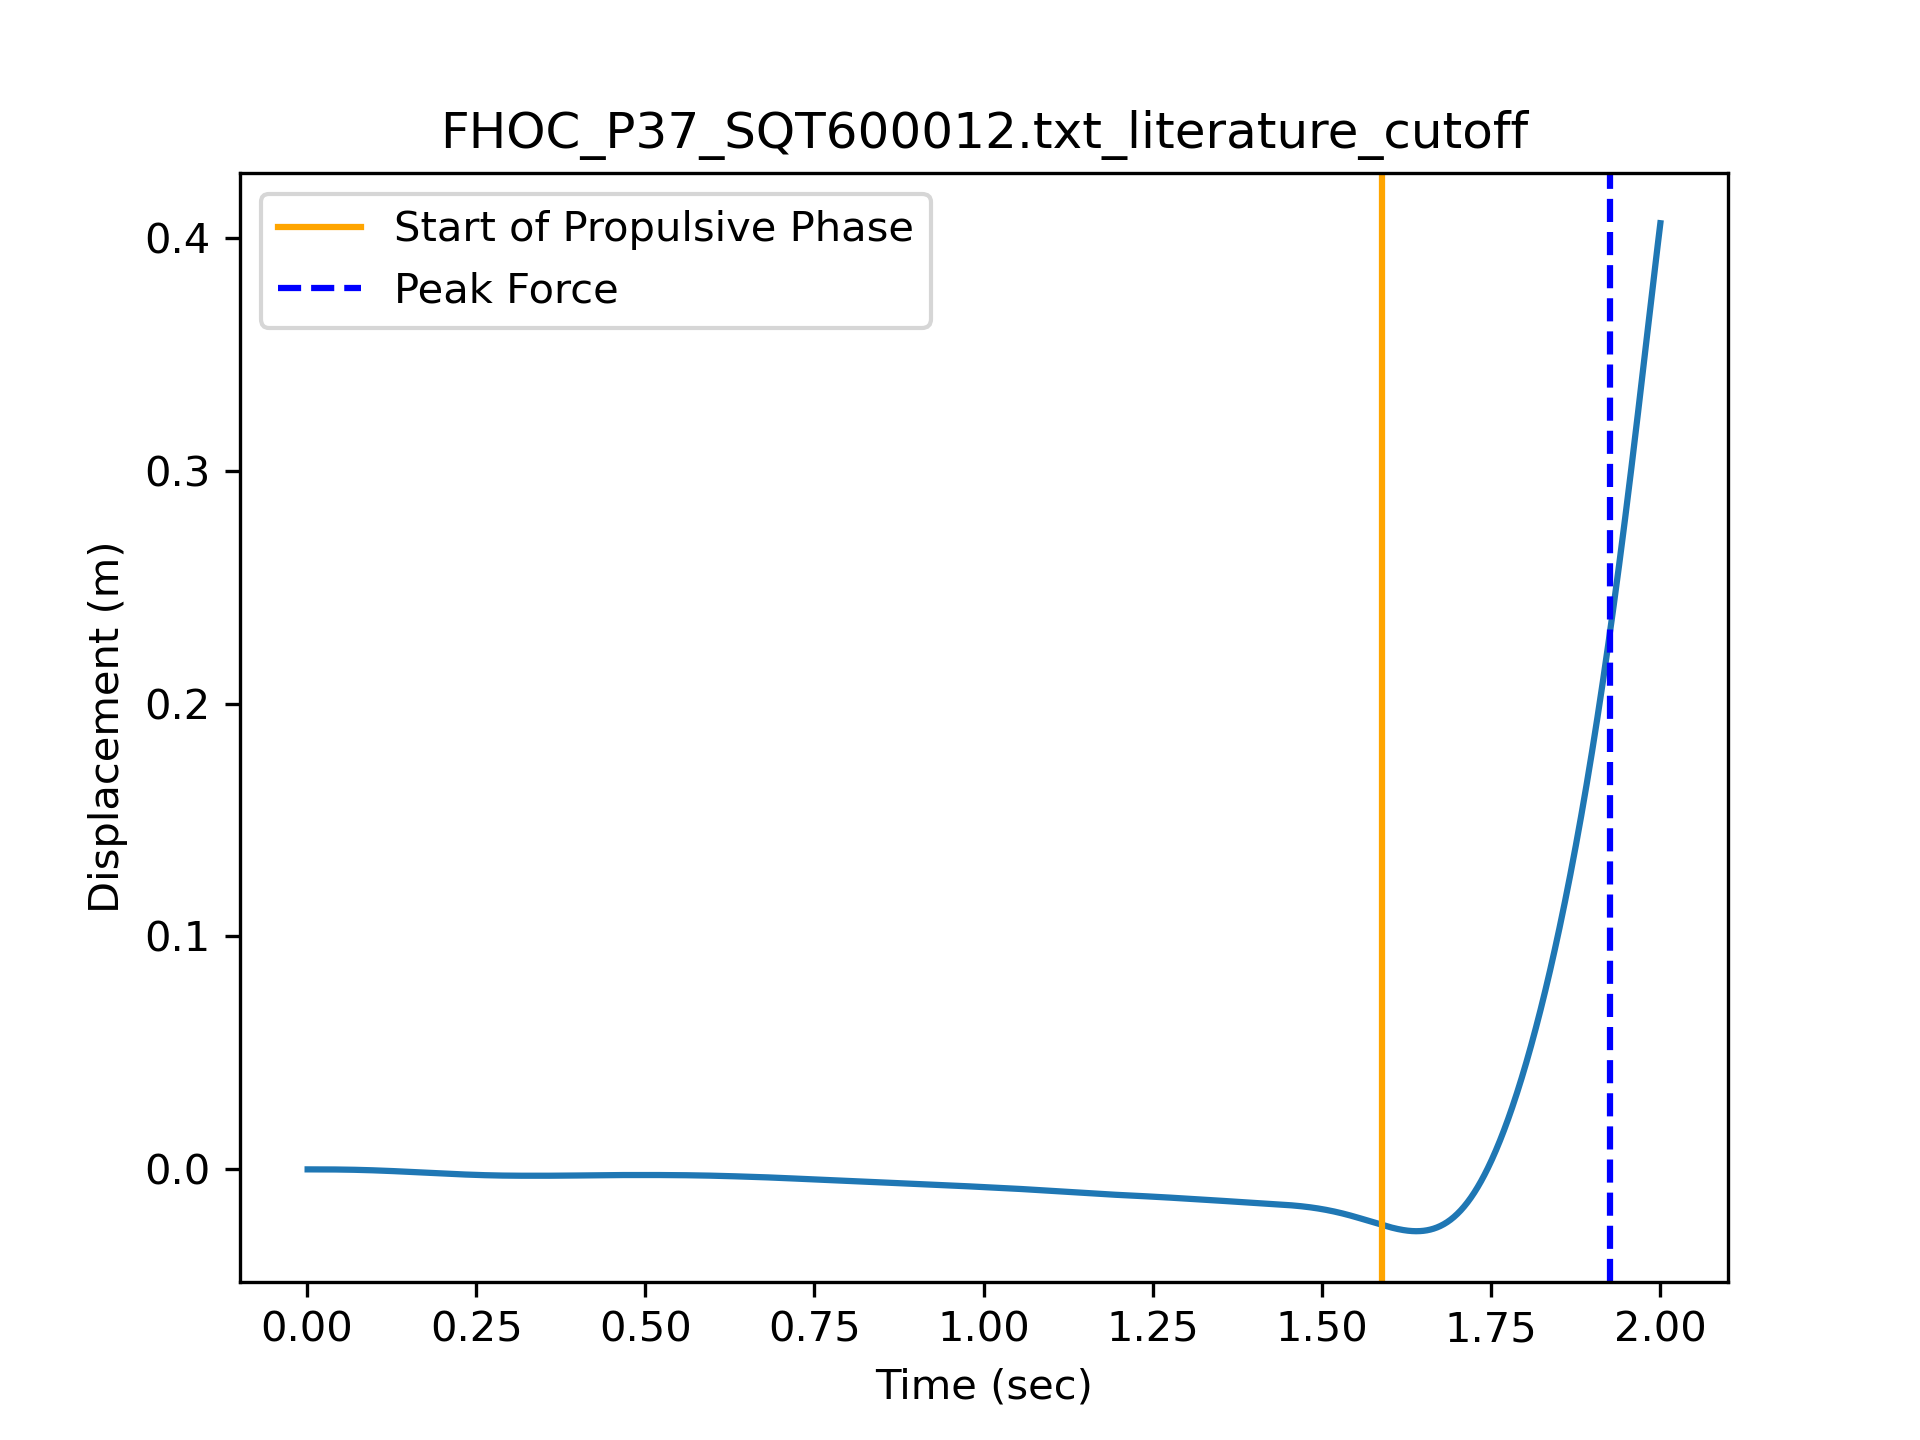 FHOC_P37_SQT600012.txt_literature_cutoff
Start of Propulsive Phase
Peak Force
0.4
0.3
0.2
0.1
0.0
Displacement (m)
0.00 0.25 0.50 0.75 1.00 1.25 1.50 1.75 2.00
Time (sec)